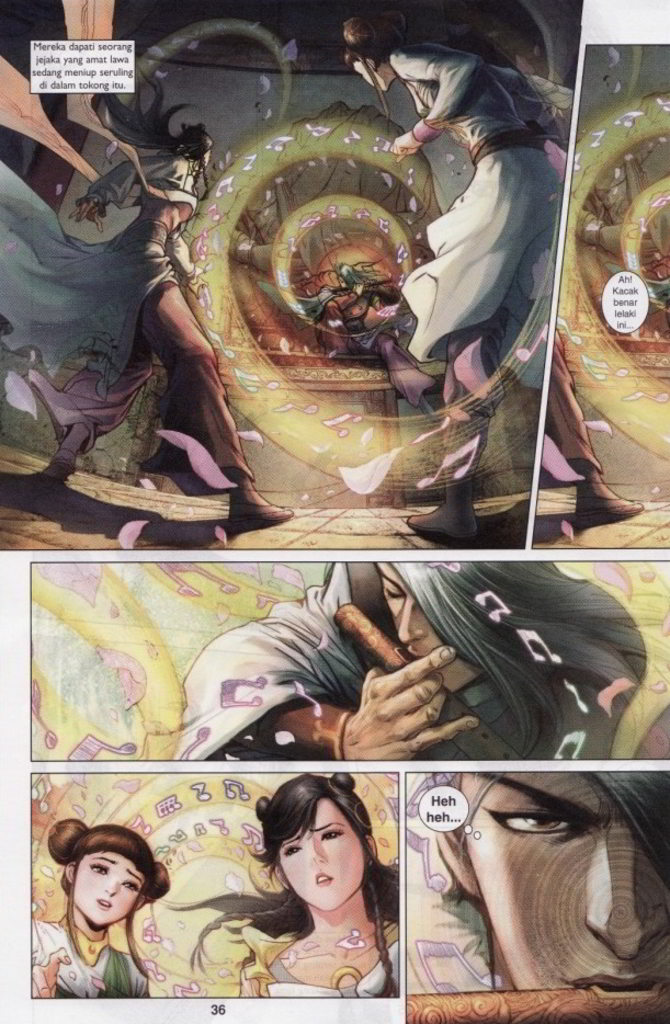 Mereka dapati seorang
jejaka yang amat lawa
sedang meniup seruling
di dalam tokong itu.
Ah!
Kacak
benar
lelaki
ini...
Heh
heh...
36